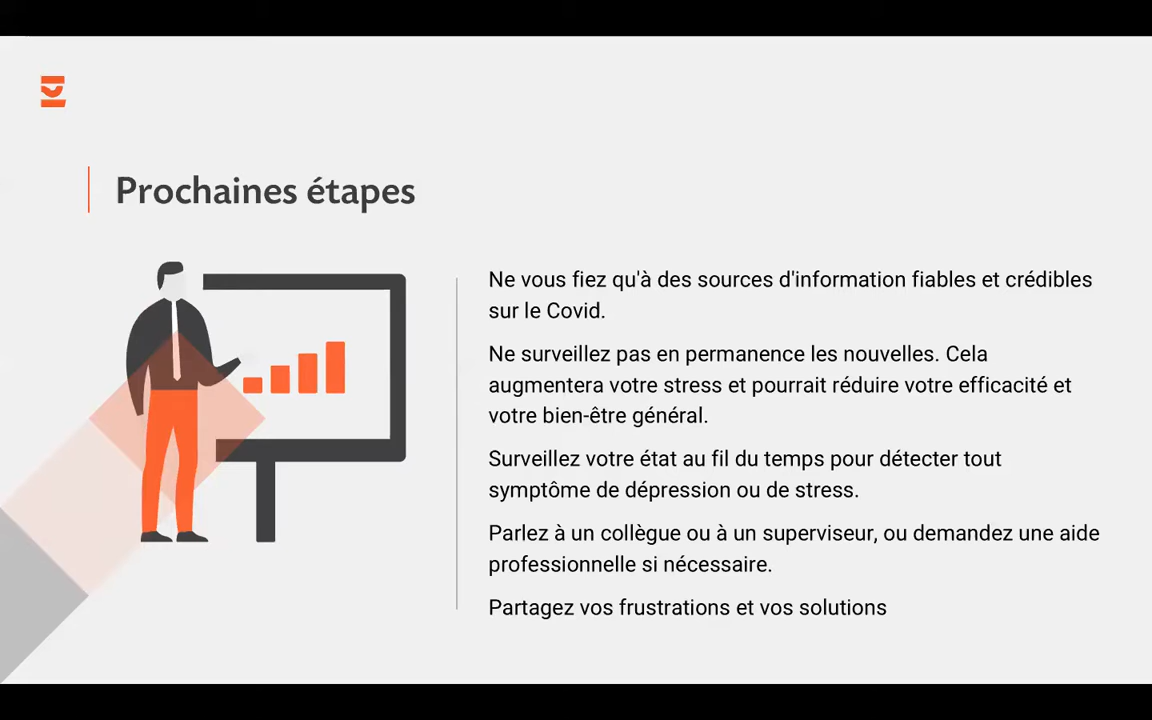 Prochaines étapes
Ne vous fiez qu'à des sources d'information fiables et crédibles
sur le Covid.
Ne surveillez pas en permanence les nouvelles. Cela
augmentera votre stress et pourrait réduire votre efficacité et
votre bien-être général.
Surveillez votre état au fil du temps pour détecter tout
symptôme de dépression ou de stress.
Parlez à un collègue ou à un superviseur, ou demandez une aide
professionnelle si nécessaire.
Partagez vos frustrations et vos solutions